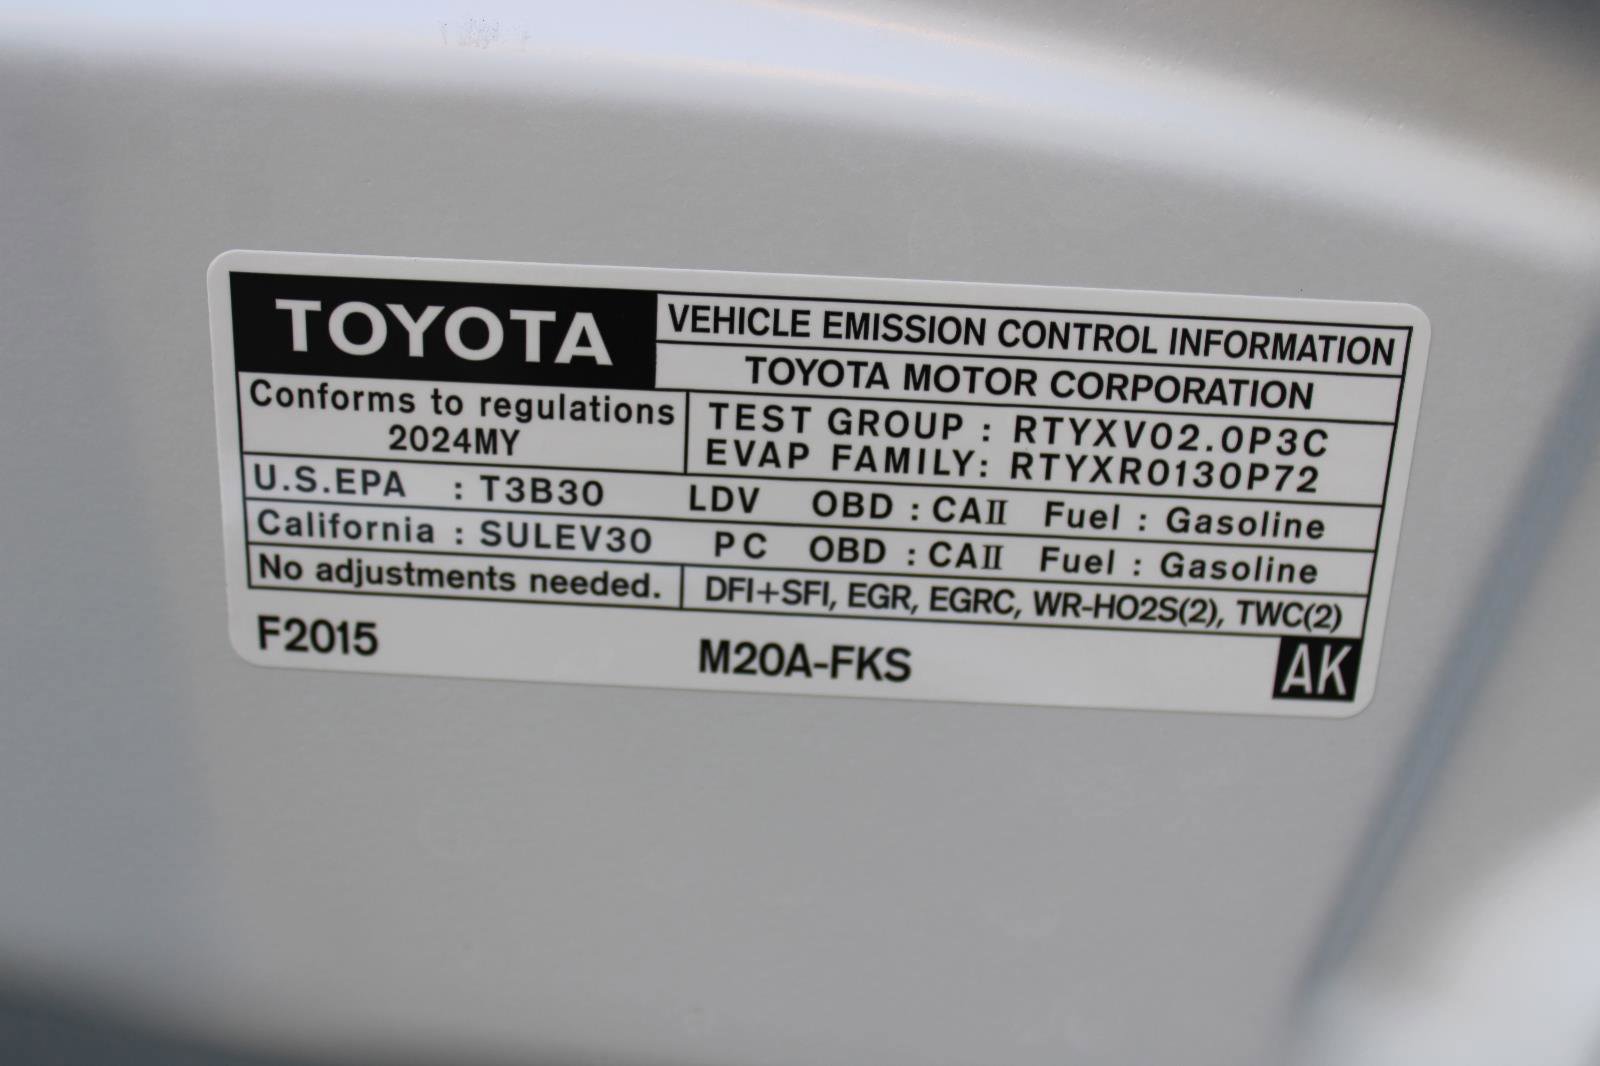 TOYOTA
VEHICLE EMISSION CONTROL INFORMATION
TOYOTA MOTOR CORPORATION
Conforms to regulations
2024MY
TEST GROUP : RTYXV02.0P3C
EVAP FAMILY: RTYXR0130P72
U.S.EPA : T3B30 LDV OBD : CAII Fuel : Gasoline
California : SULEV30 PC OBD : CAII Fuel : Gasoline
No adjustments needed. DFI+SFI, EGR, EGRC, WR-HO2S(2), TWC(2)
F2015 M20A-FKS AK